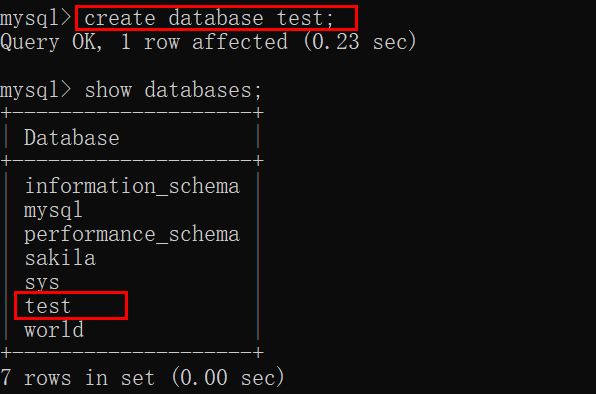 mysql> create database test;
Query OK, 1 row affected (0.23 sec)
mysql> show databases;
+--------------------+
| Database           |
+--------------------+
| information_schema |
| mysql              |
| performance_schema |
| sakila             |
| sys                |
| test               |
| world              |
+--------------------+
7 rows in set (0.00 sec)